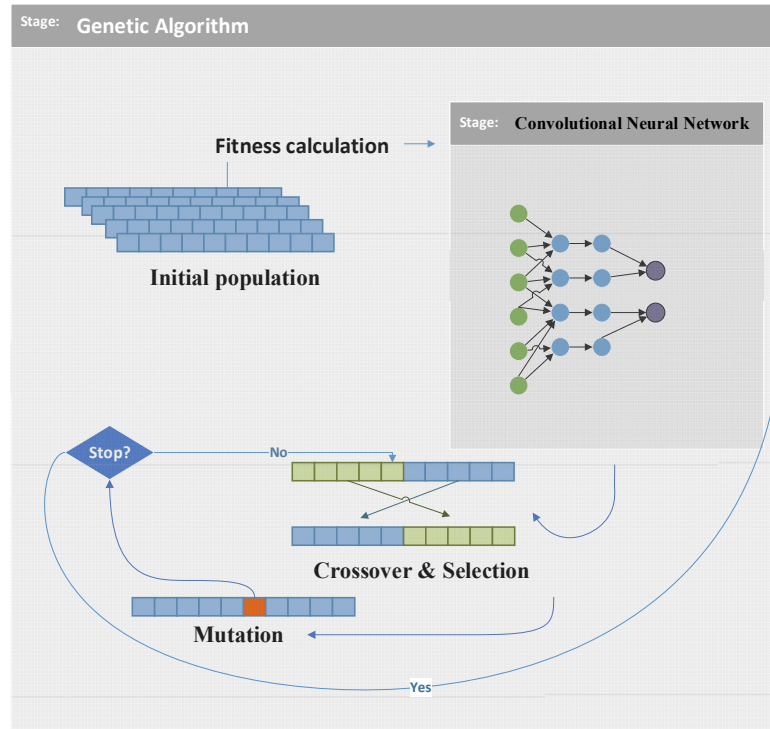 Stage: Genetic Algorithm
Stage: Convolutional Neural Network
Fitness calculation
Initial population
Stop?
No
Crossover & Selection
Mutation
Yes